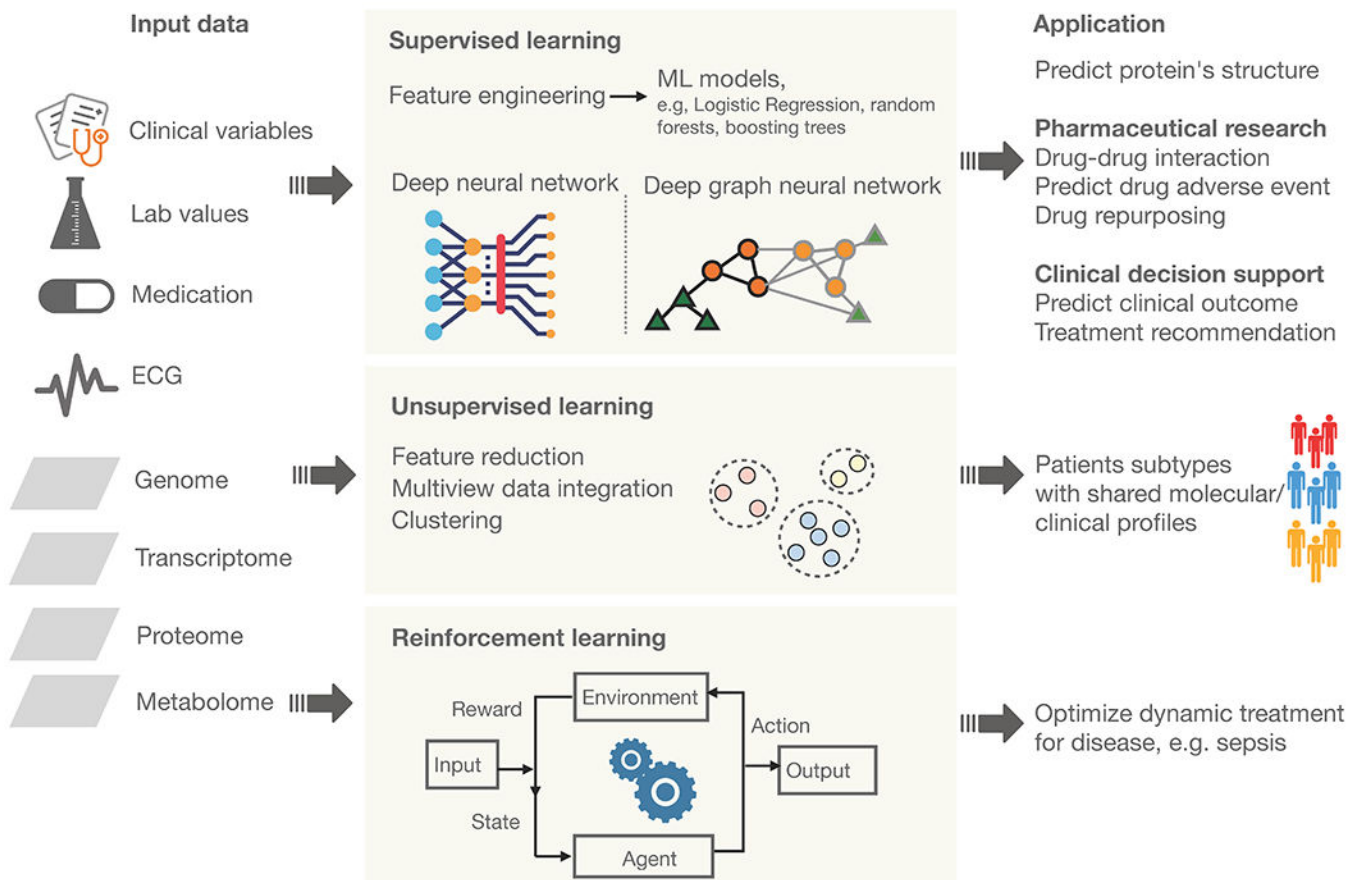 Input data
Clinical variables
Lab values
Medication
ECG
Genome
Transcriptome
Proteome
Metabolome
Supervised learning
Feature engineering
ML models,
e.g, Logistic Regression, random
forests, boosting trees
Deep neural network
Deep graph neural network
Unsupervised learning
Feature reduction
Multiview data integration
Clustering
Reinforcement learning
Environment
Reward
Action
Input
Output
State
Agent
Application
Predict protein's structure
Pharmaceutical research
Drug-drug interaction
Predict drug adverse event
Drug repurposing
Clinical decision support
Predict clinical outcome
Treatment recommendation
Patients subtypes
with shared molecular/
clinical profiles
Optimize dynamic treatment
for disease, e.g. sepsis